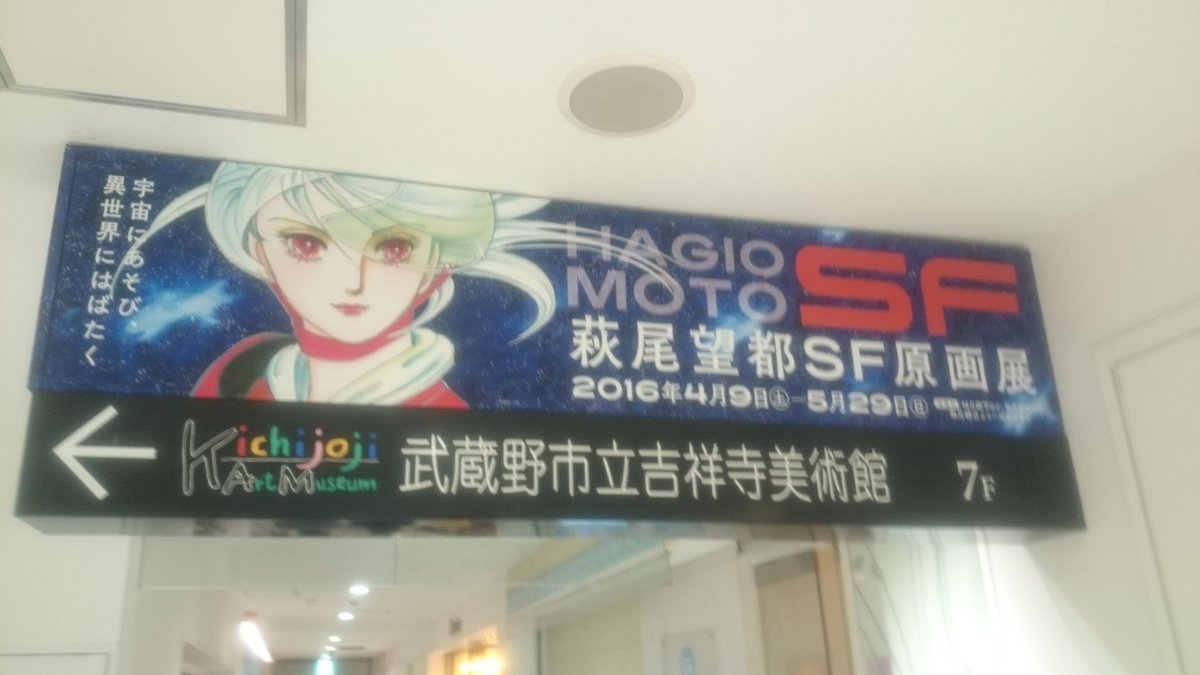 宇宙にあそび、
異世界にはばたく
HAGIO
MOTO
SF
萩尾望都SF原画展
2016年4月9日(土)-5月29日(日)
Kichijoji
Art Museum
武蔵野市立吉祥寺美術館
7F